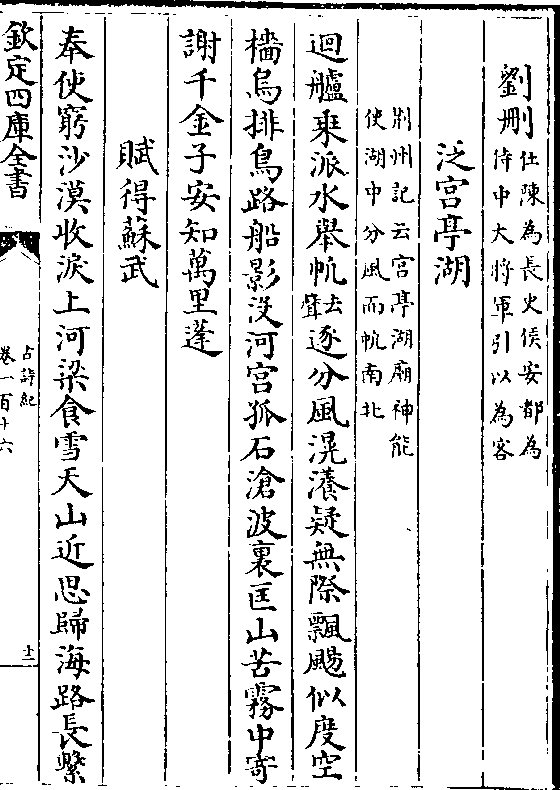 劉刪
仕陳為長史侯安都為
侍中大將軍引以為客
泛宮亭湖
荆州記云宮亭湖廟神能
使湖中分風而帆南北
迴艫乘派水舉帆去聲逐分風滉瀁疑無際飄颺似度空
檣烏排鳥路船影沒河宮孤石滄波裏匡山苦霧中寄
謝千金子安知萬里蓬
賦得蘇武
奉使窮沙漠收淚上河梁食雪天山近思歸海路長繫
欽定四庫全書
古詩紀
卷一百十六
十二